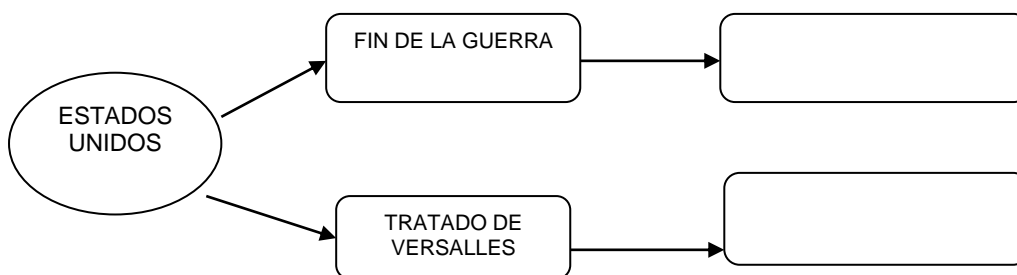 FIN DE LA GUERRA
ESTADOS
UNIDOS
TRATADO DE
VERSALLES